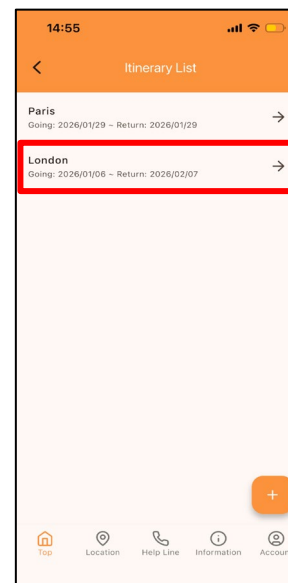 14:55
Itinerary List
Paris
Going: 2026/01/29 ~ Return: 2026/01/29
London
Going: 2026/01/06 ~ Return: 2026/02/07
Top
Location
Help Line
Information
Accoun